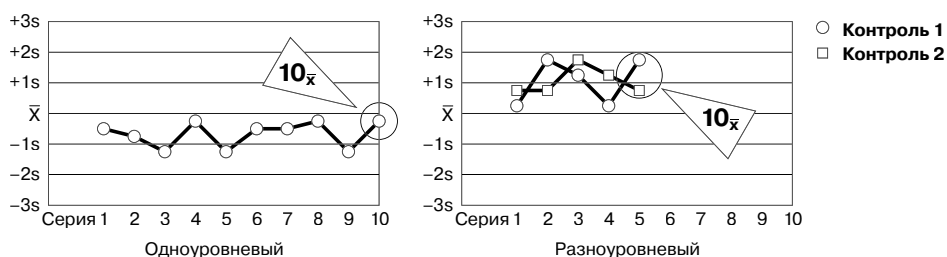 +3s
+2s
+1s
x̄
−1s
−2s
−3s
10x̄
Серия 1 2 3 4 5 6 7 8 9 10
Одноуровневый
+3s
+2s
+1s
x̄
−1s
−2s
−3s
10x̄
Серия 1 2 3 4 5 6 7 8 9 10
Разноуровневый
Контроль 1
Контроль 2